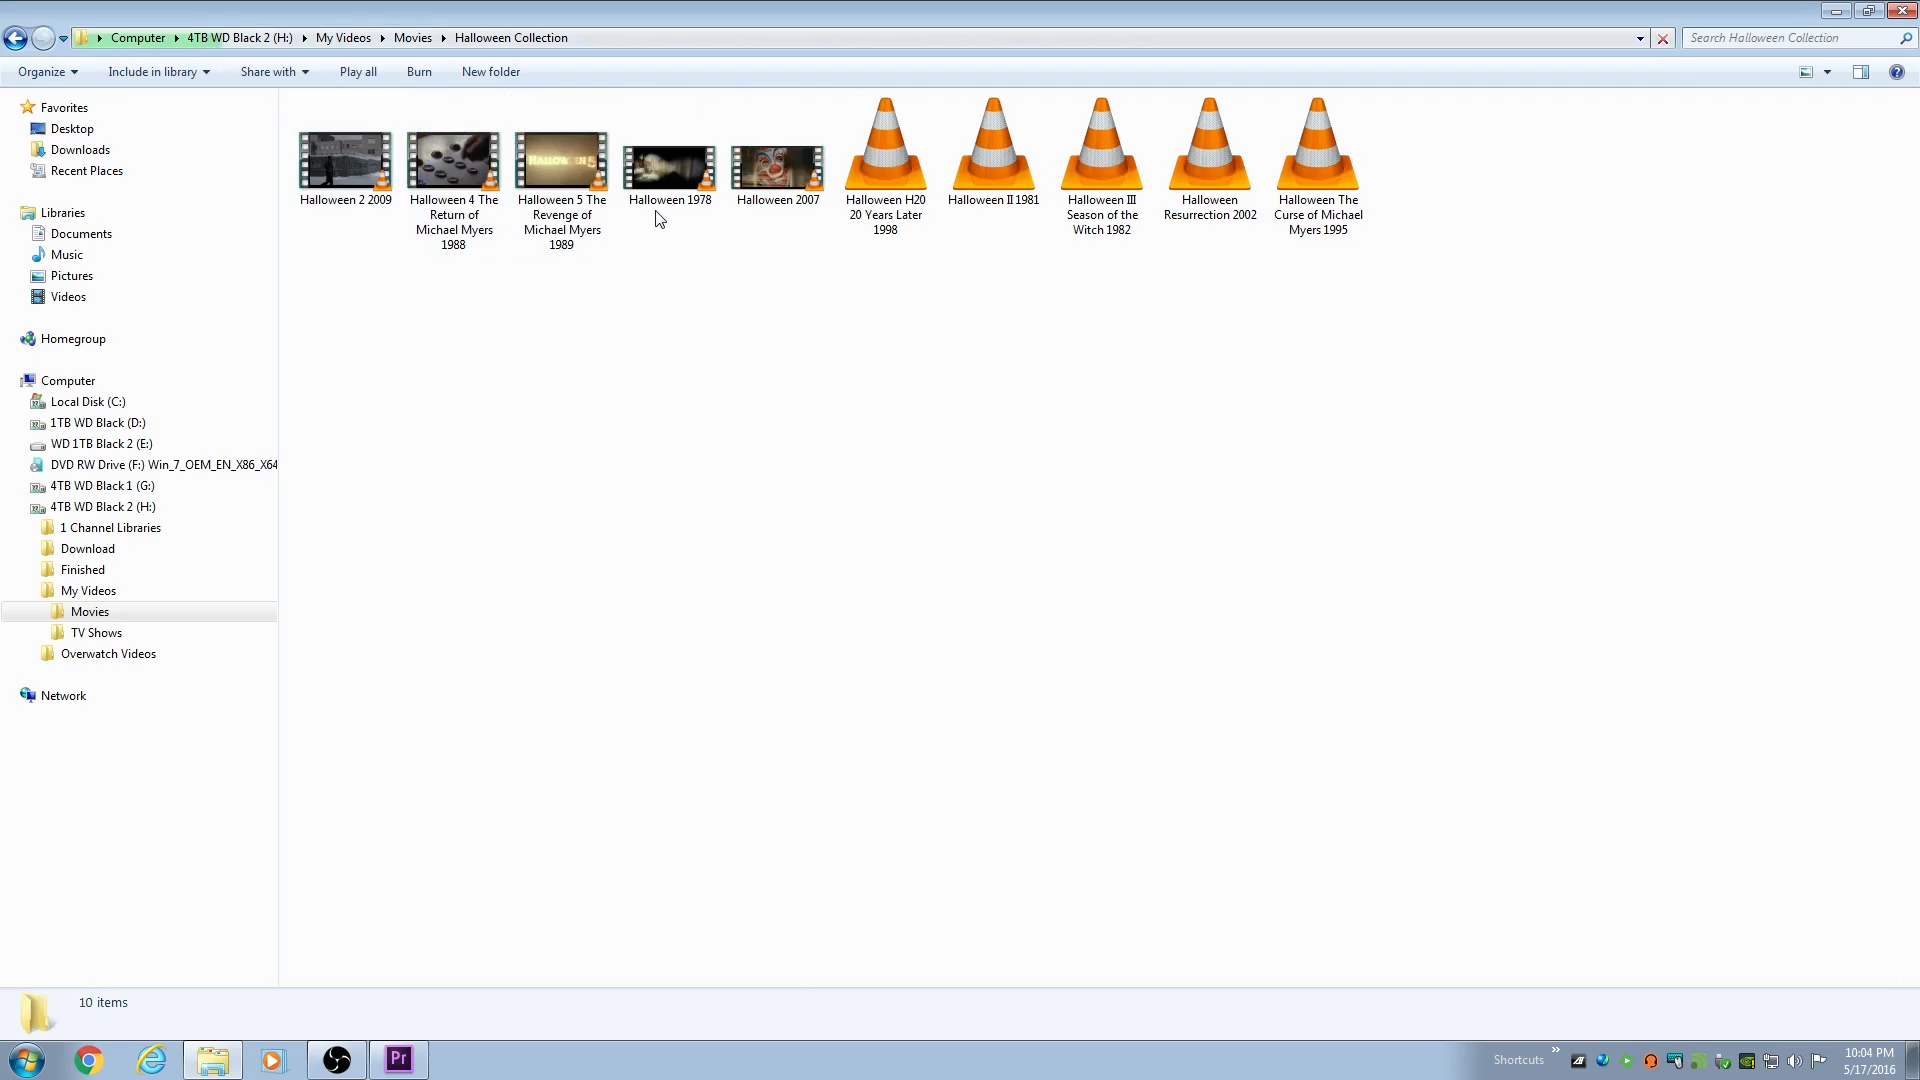 Computer 4TB WD Black 2 (H:) My Videos Movies Halloween Collection
Search Halloween Collection
Organize Include in library Share with Play all Burn New folder
Favorites
Desktop
Downloads
Recent Places
Libraries
Documents
Music
Pictures
Videos
Homegroup
Computer
Local Disk (C:)
1TB WD Black (D:)
WD 1TB Black 2 (E:)
DVD RW Drive (F:) Win_7_OEM_EN_X86_X64
4TB WD Black 1 (G:)
4TB WD Black 2 (H:)
1 Channel Libraries
Download
Finished
My Videos
Movies
TV Shows
Overwatch Videos
Network
HALLOWEEN 5
Halloween 2 2009
Halloween 4 The
Return of
Michael Myers
1988
Halloween 5 The
Revenge of
Michael Myers
1989
Halloween 1978
Halloween 2007
Halloween H20
20 Years Later
1998
Halloween II 1981
Halloween III
Season of the
Witch 1982
Halloween
Resurrection 2002
Halloween The
Curse of Michael
Myers 1995
10 items
Pr
Shortcuts
10:04 PM
5/17/2016